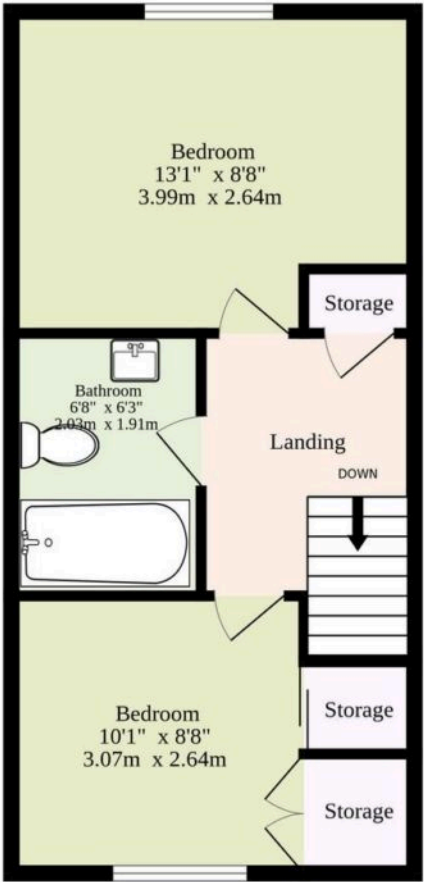 Bedroom
13'1" x 8'8"
3.99m x 2.64m
Storage
Bathroom
6'8" x 6'3"
2.03m x 1.91m
Landing
DOWN
Bedroom
10'1" x 8'8"
3.07m x 2.64m
Storage
Storage